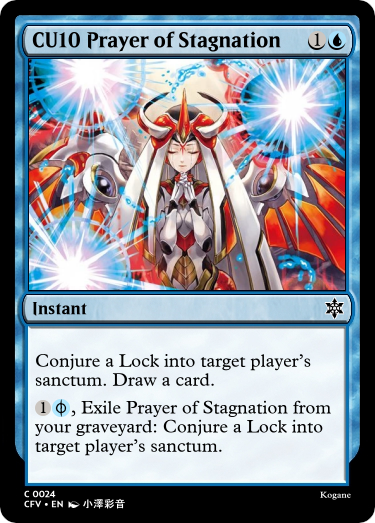 CU10 Prayer of Stagnation 1
Instant
Conjure a Lock into target player's
sanctum. Draw a card.
1, Exile Prayer of Stagnation from
your graveyard: Conjure a Lock into
target player's sanctum.
C 0024
Kogane
CFV • EN 小澤彩音